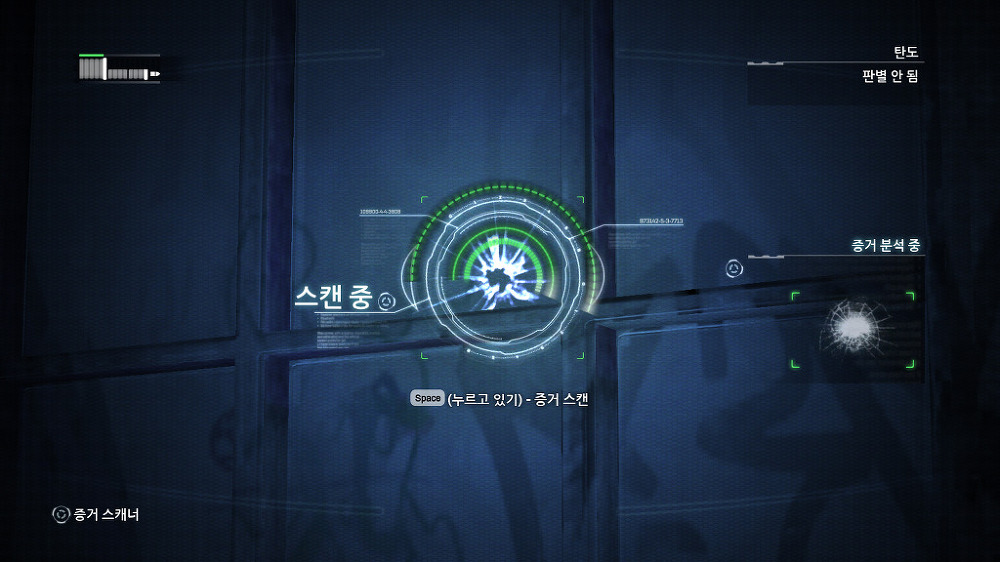 탄도
판별 안 됨
증거 분석 중
스캔 중
Space (누르고 있기) - 증거 스캔
증거 스캐너